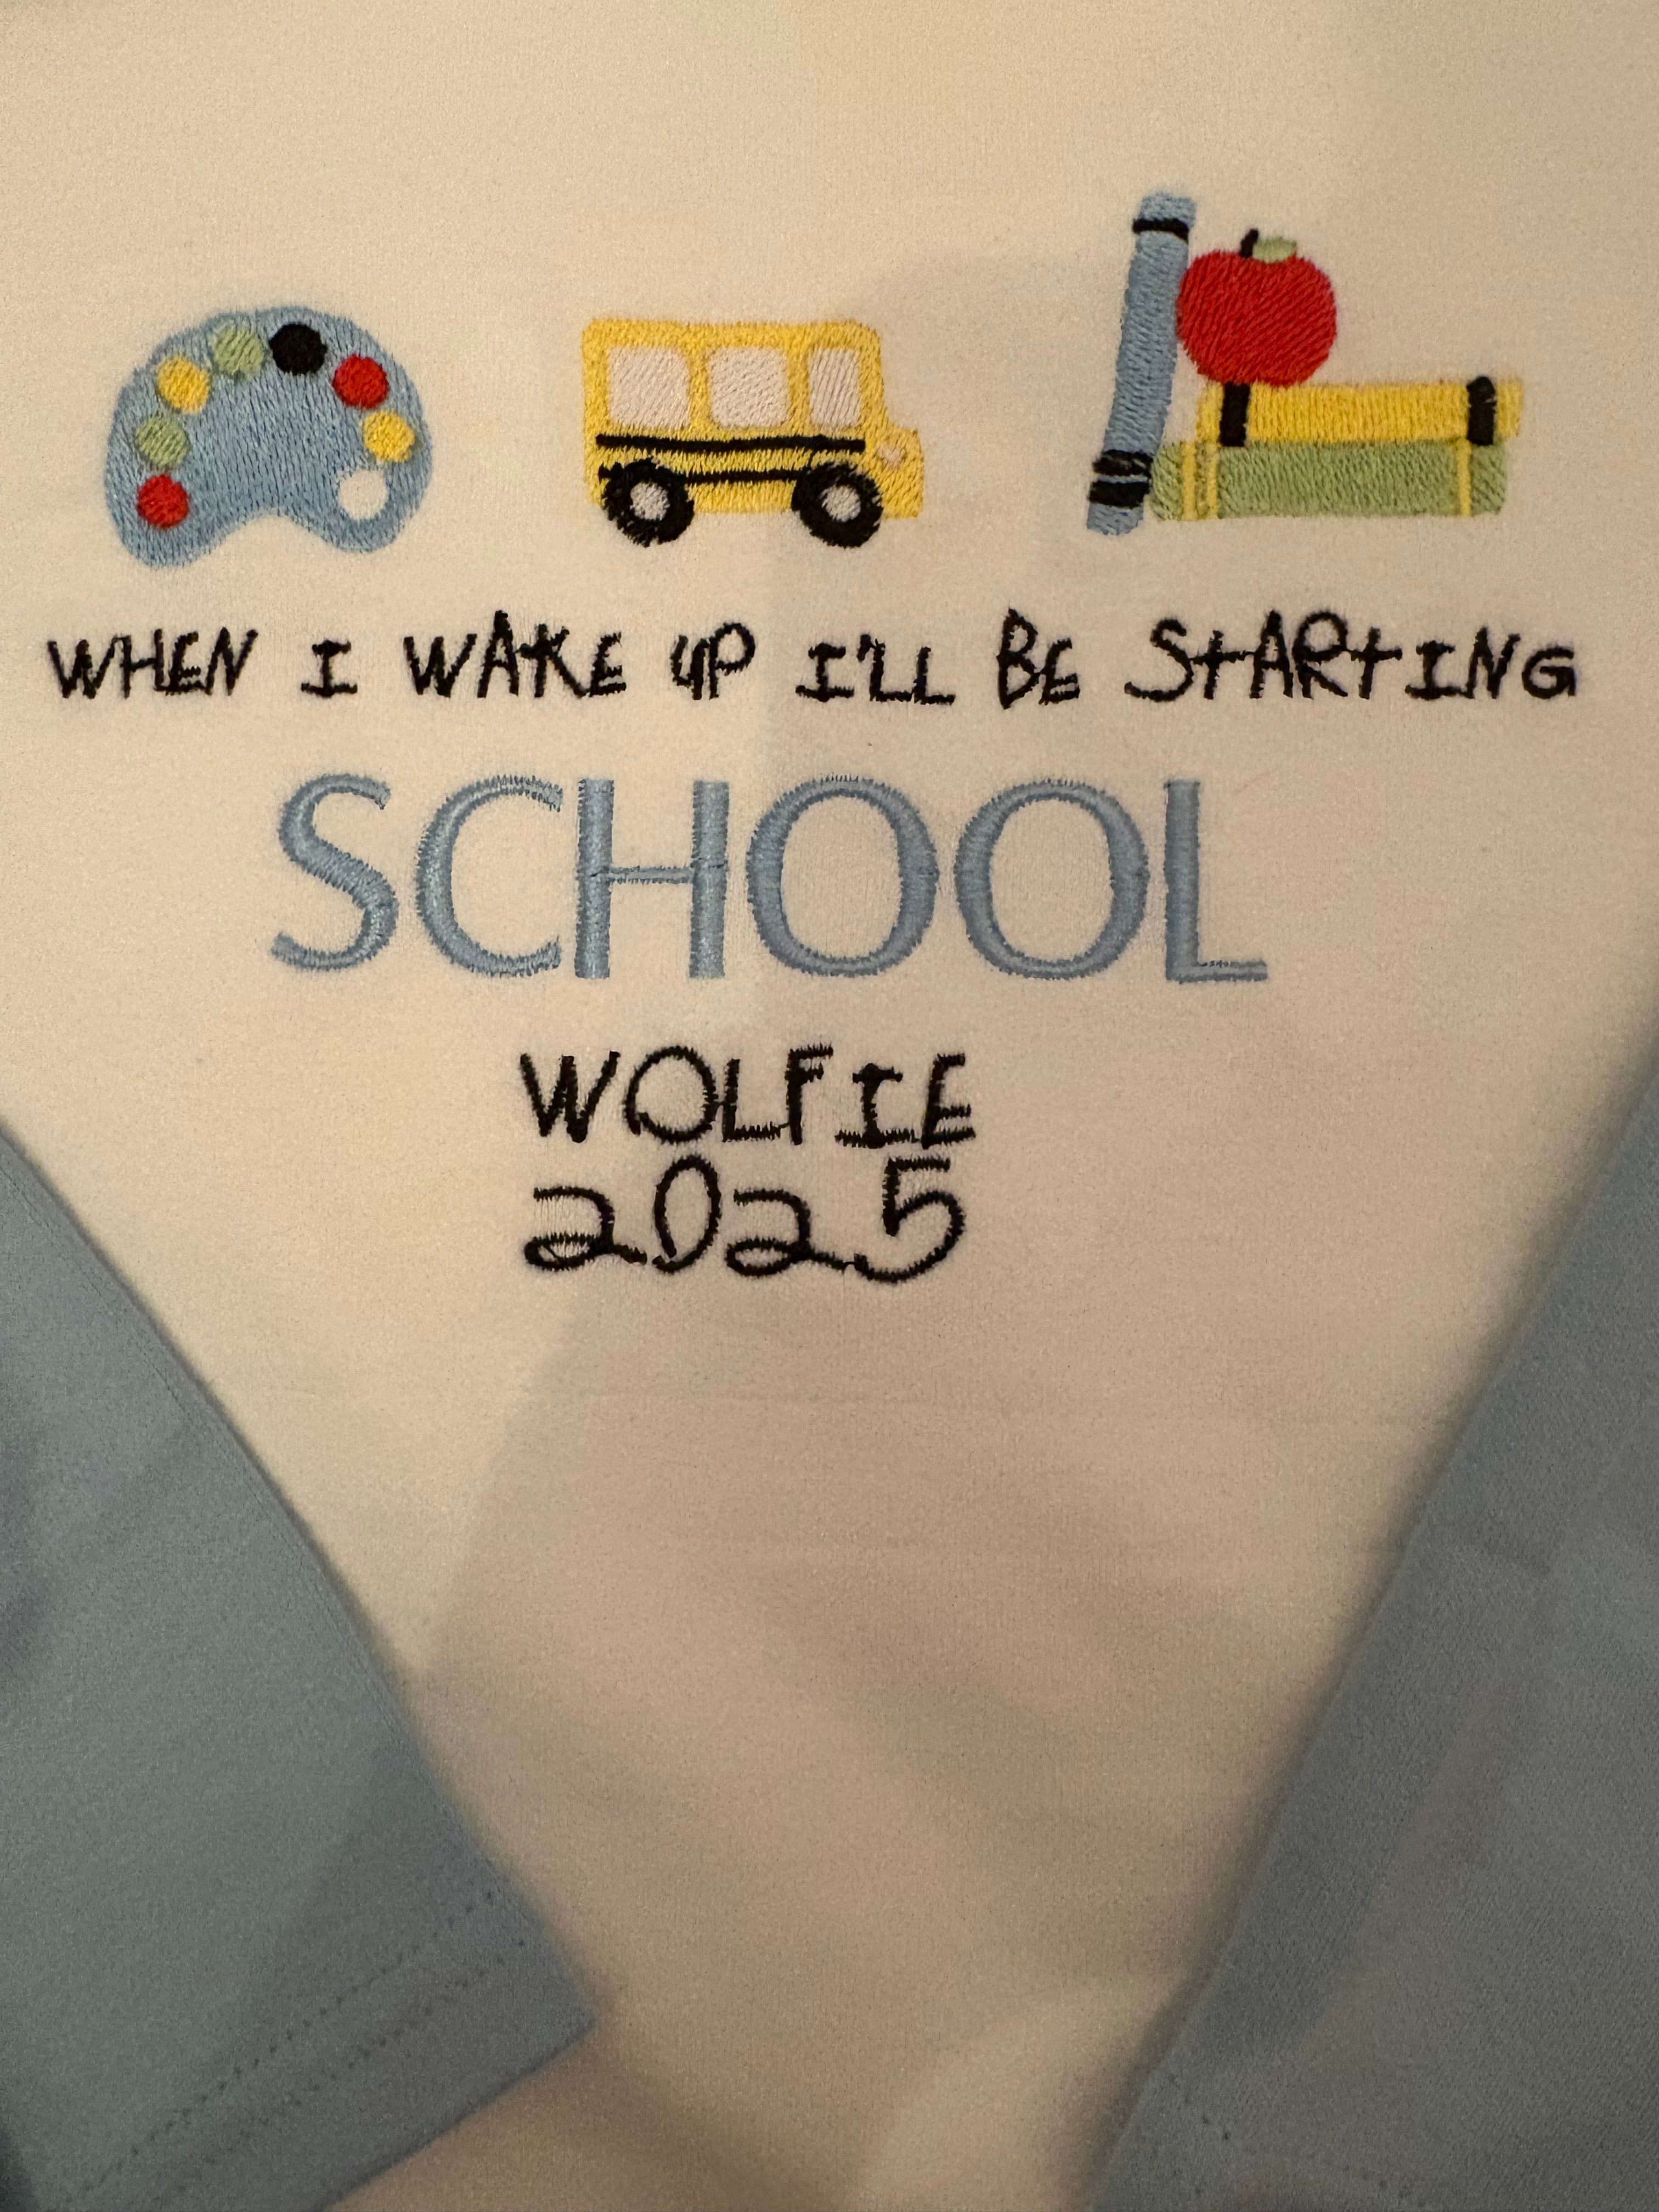 WHEN I WAKE UP I'LL BE STARTING
SCHOOL
WOLFIE
2025